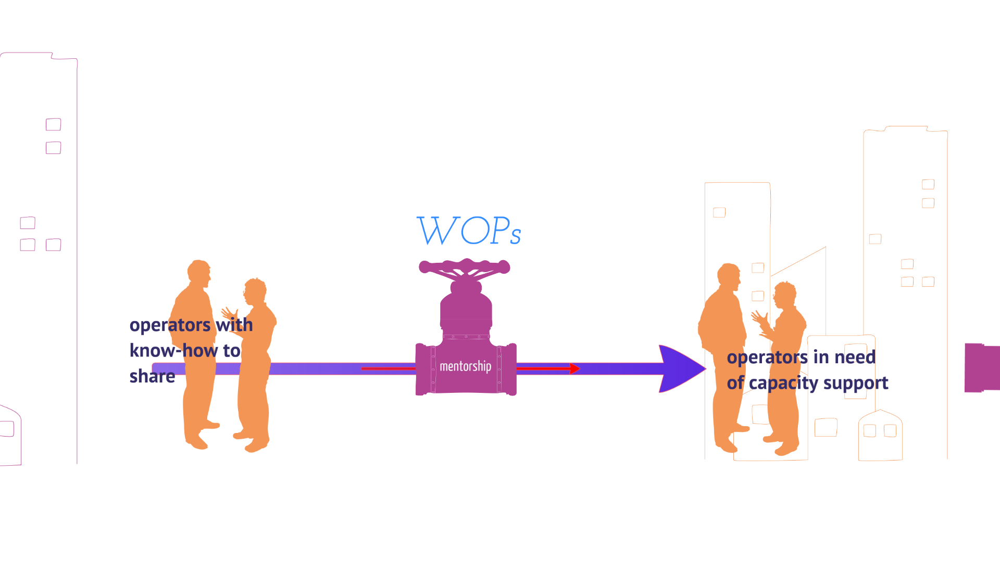 WOPs
operators with
know-how to
share
mentorship
operators in need
of capacity support